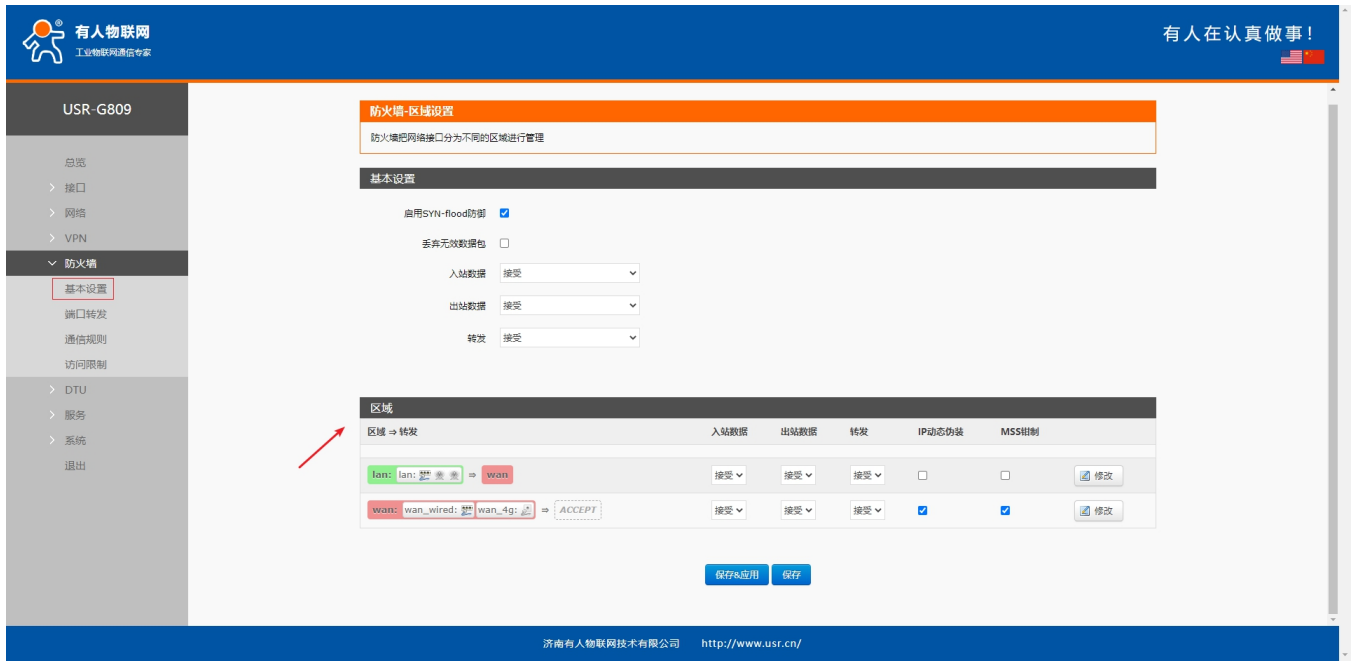 有人物联网
工业物联网通信专家
有人在认真做事!
USR-G809
总览
接口
网络
VPN
防火墙
基本设置
端口转发
通信规则
访问限制
DTU
服务
系统
退出
防火墙-区域设置
防火墙把网络接口分为不同的区域进行管理
基本设置
启用SYN-flood防御
丢弃无效数据包
入站数据 接受
出站数据 接受
转发 接受
区域
区域 ⇒ 转发 入站数据 出站数据 转发 IP动态伪装 MSS钳制
lan: lan: ⇒ wan 接受 接受 接受 修改
wan: wan_wired: wan_4g: ⇒ ACCEPT 接受 接受 接受 修改
保存&应用 保存
济南有人物联网技术有限公司 http://www.usr.cn/